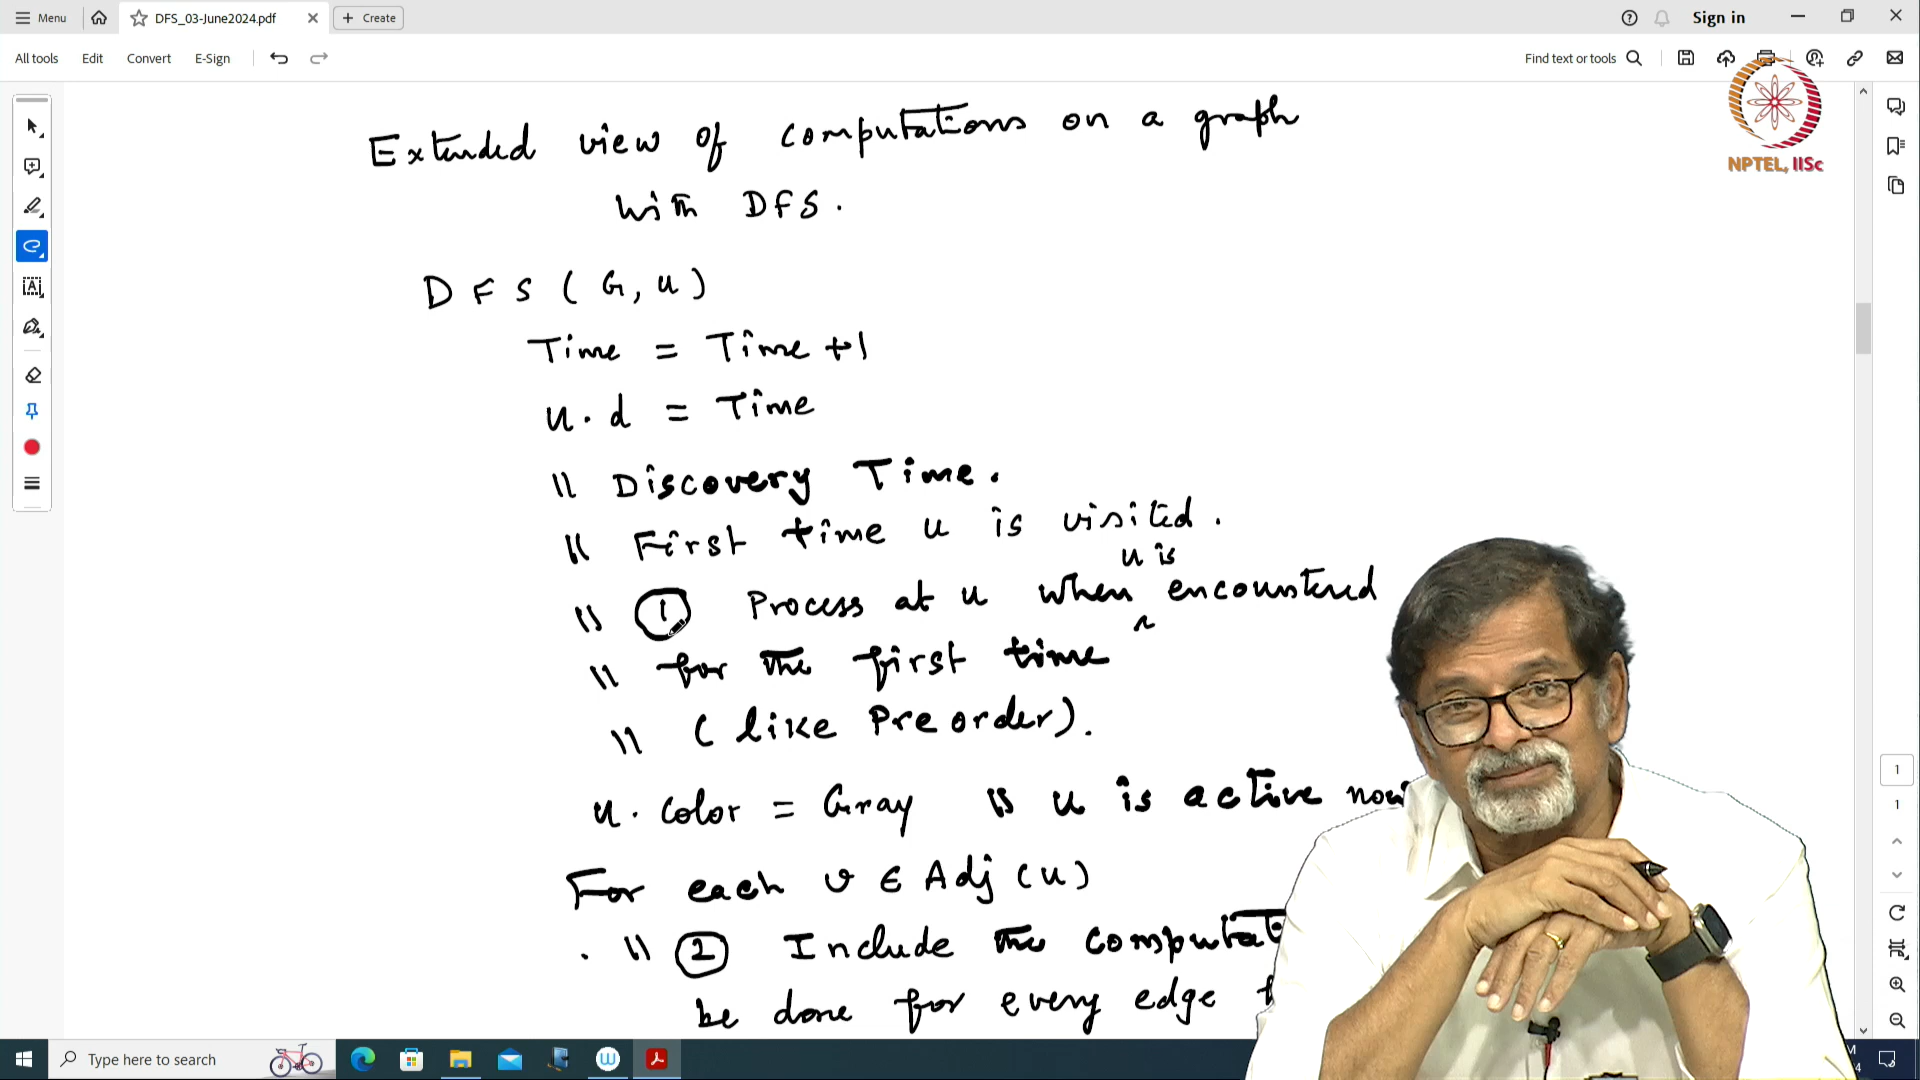 Menu
DFS_03-June2024.pdf
Create
Sign in
All tools
Edit
Convert
E-Sign
Find text or tools
NPTEL, IISc
Extended view of computations on a graph
with DFS.
DFS (G, u)
Time = Time +1
u. d = Time
\\ Discovery Time.
\\ First time u is visited.
u is
\\ 1 Process at u when ^ encountered
\\ for the first time
\\ (like Preorder).
u. color = Gray \\ u is active now
For each v ∈ Adj (u)
. \\ 2 Include the computat
be done for every edge
1
1
Type here to search